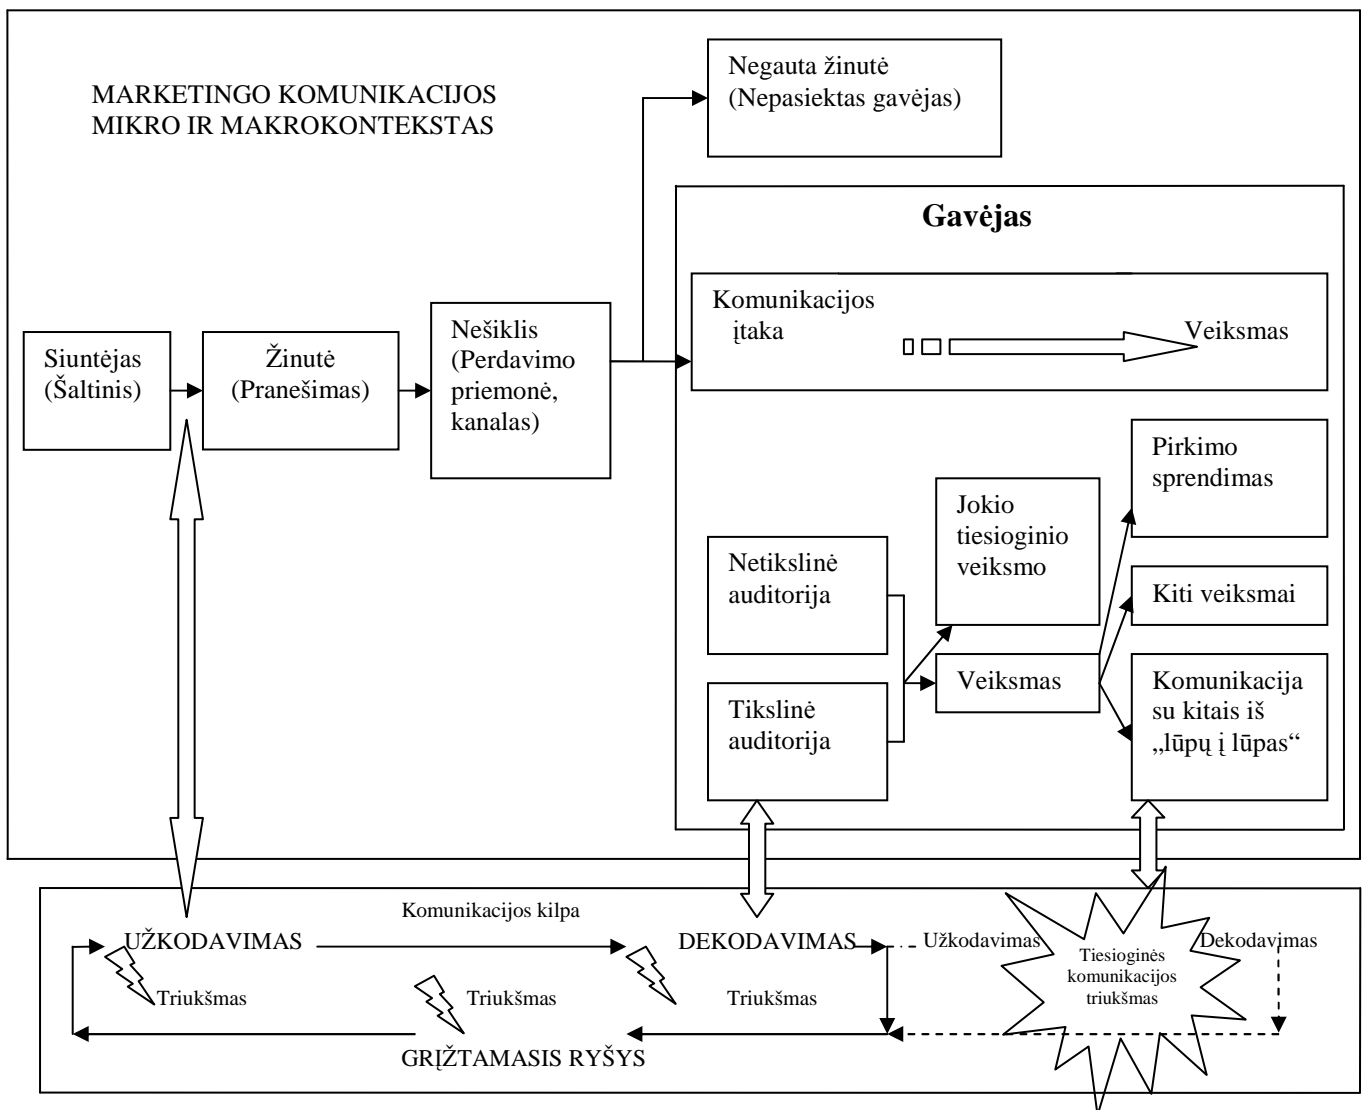 MARKETINGO KOMUNIKACIJOS
MIKRO IR MAKROKONTEKSTAS
Negauta žinutė
(Nepasiektas gavėjas)
Gavėjas
Komunikacijos
įtaka
Veiksmas
Siuntėjas
(Šaltinis)
Žinutė
(Pranešimas)
Nešiklis
(Perdavimo
priemonė,
kanalas)
Pirkimo
sprendimas
Jokio
tiesioginio
veiksmo
Netikslinė
auditorija
Kiti veiksmai
Veiksmas
Tikslinė
auditorija
Komunikacija
su kitais iš
„lūpų į lūpas“
Komunikacijos kilpa
UŽKODAVIMAS
DEKODAVIMAS
Užkodavimas
Dekodavimas
Tiesioginės
komunikacijos
triukšmas
Triukšmas
Triukšmas
Triukšmas
GRĮŽTAMASIS RYŠYS